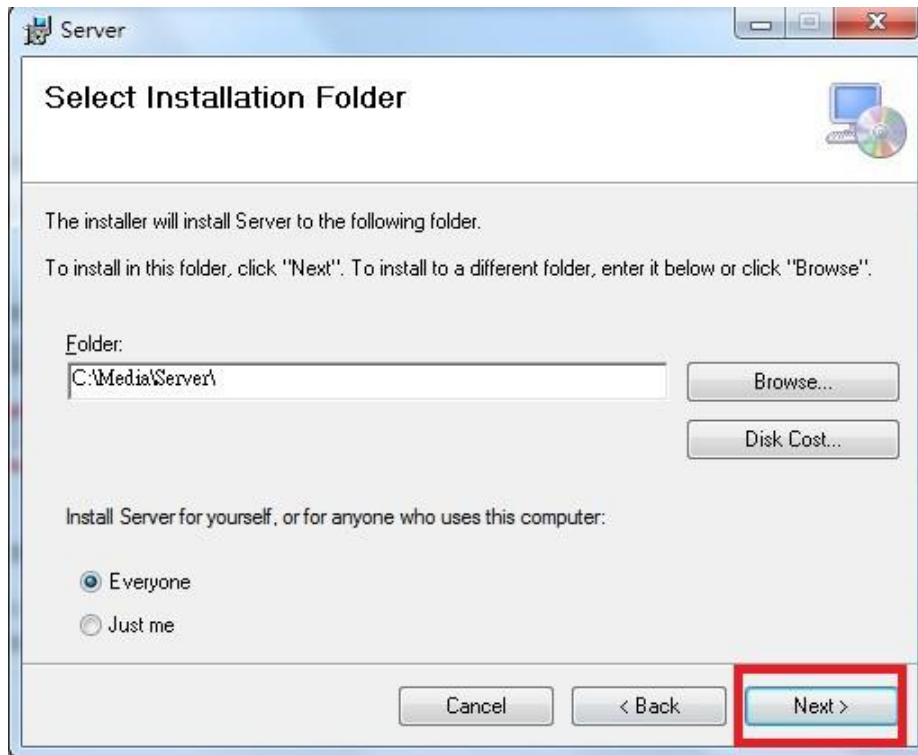 Server
Select Installation Folder
The installer will install Server to the following folder.
To install in this folder, click "Next". To install to a different folder, enter it below or click "Browse".
Folder:
C:\Media\Server\
Browse...
Disk Cost...
Install Server for yourself, or for anyone who uses this computer:
Everyone
Just me
Cancel
< Back
Next >